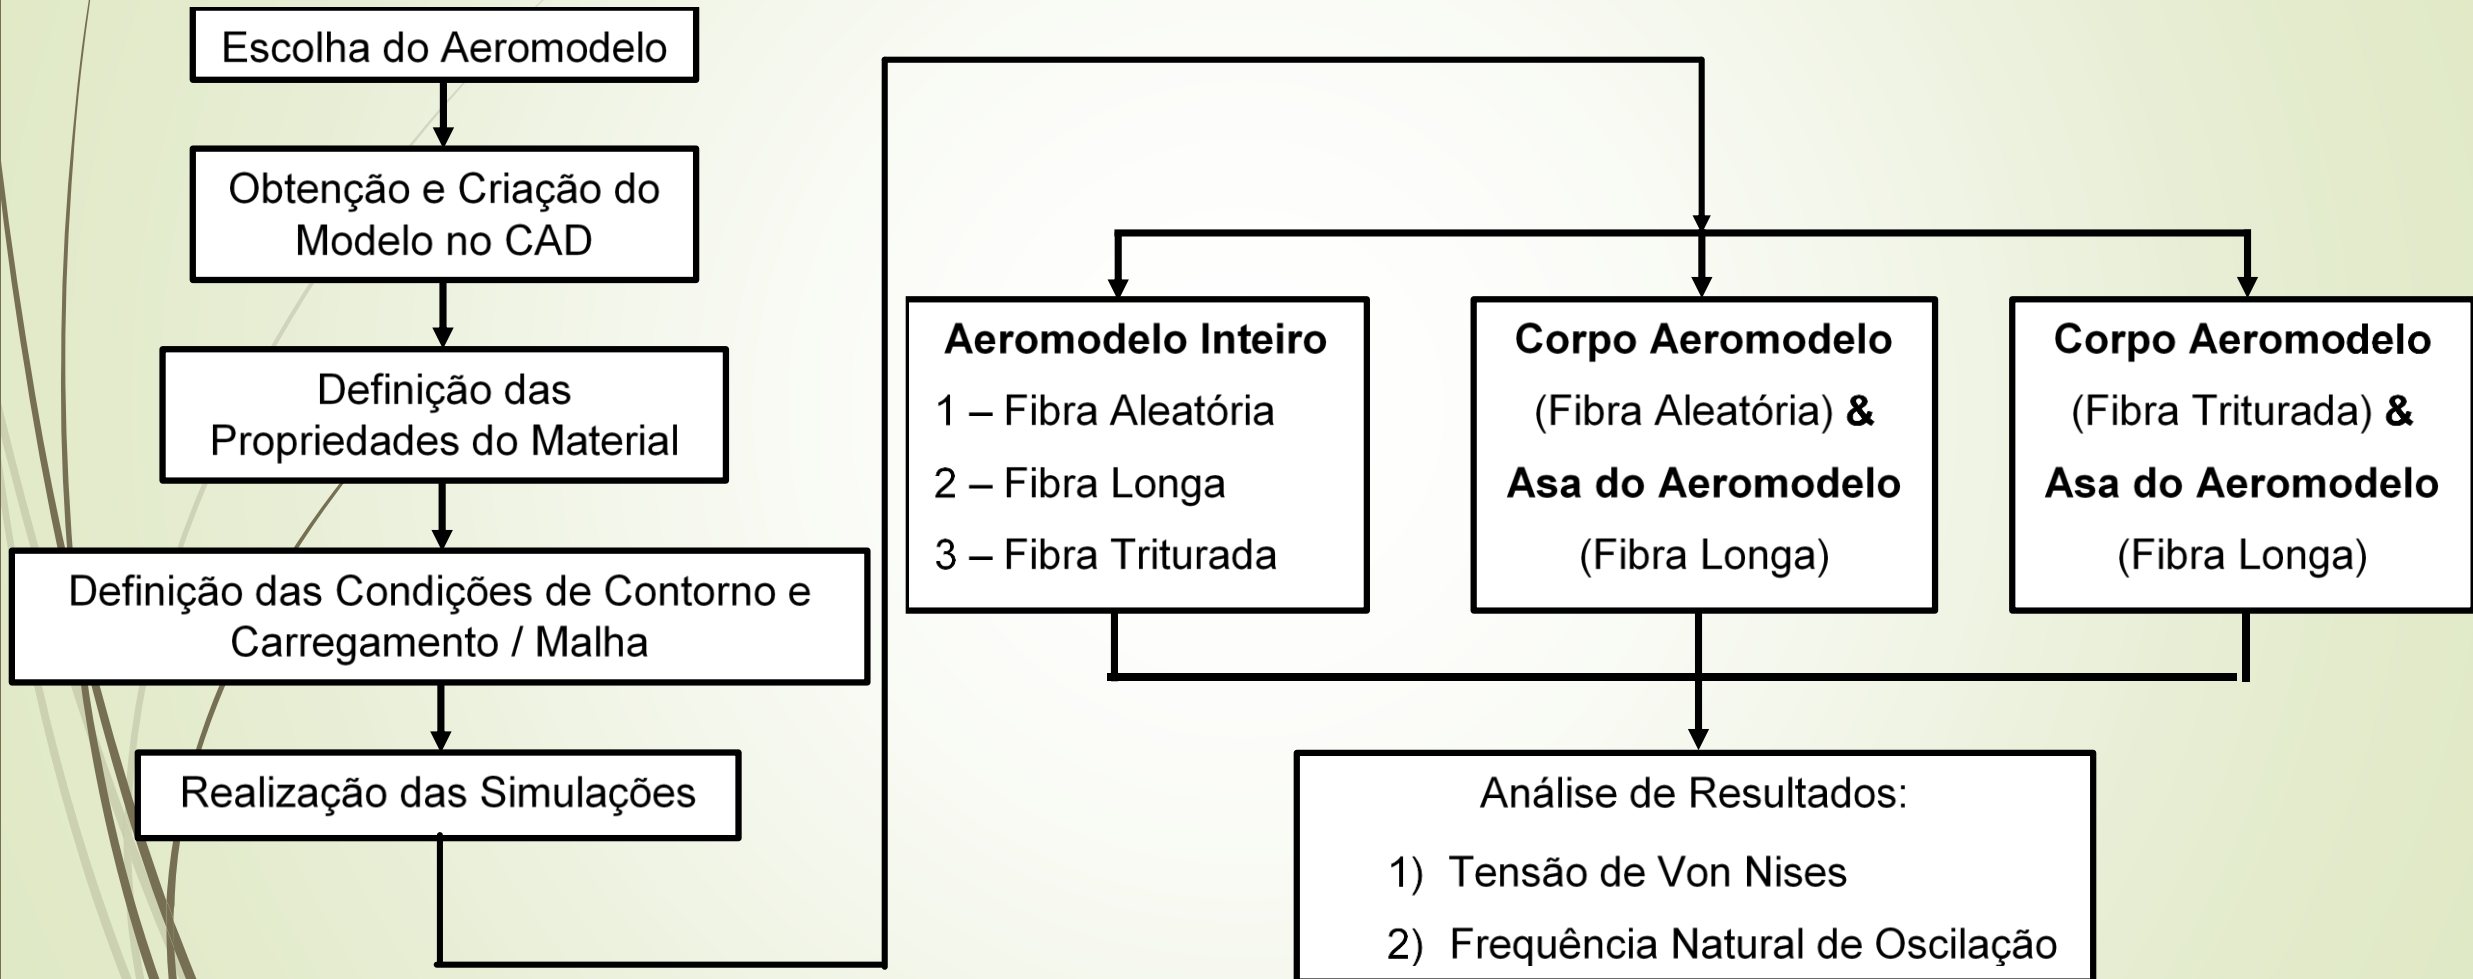 Escolha do Aeromodelo
Obtenção e Criação do
Modelo no CAD
Definição das
Propriedades do Material
Definição das Condições de Contorno e
Carregamento / Malha
Realização das Simulações
Aeromodelo Inteiro
1 – Fibra Aleatória
2 – Fibra Longa
3 – Fibra Triturada
Corpo Aeromodelo
(Fibra Aleatória) &
Asa do Aeromodelo
(Fibra Longa)
Corpo Aeromodelo
(Fibra Triturada) &
Asa do Aeromodelo
(Fibra Longa)
Análise de Resultados:
1) Tensão de Von Nises
2) Frequência Natural de Oscilação